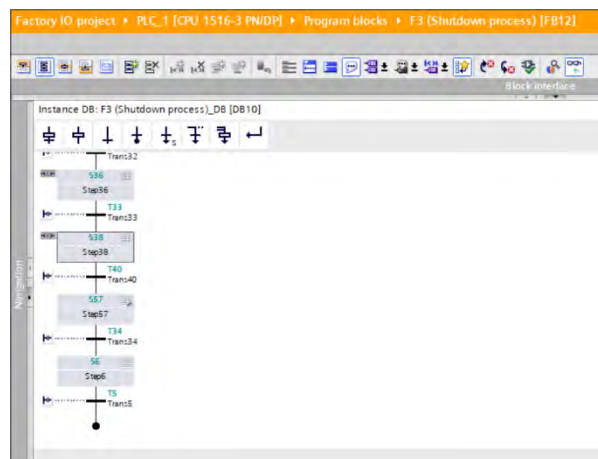 Factory IO project ▸ PLC_1 [CPU 1516-3 PN/DP] ▸ Program blocks ▸ F3 (Shutdown process) [FB12]
Block interface
Instance DB: F3 (Shutdown process)_DB [DB10]
Trans32
S36
Step36
T33
Trans33
S38
Step38
T40
Trans40
S57
Step57
T34
Trans34
S6
Step6
T5
Trans5
Navigation